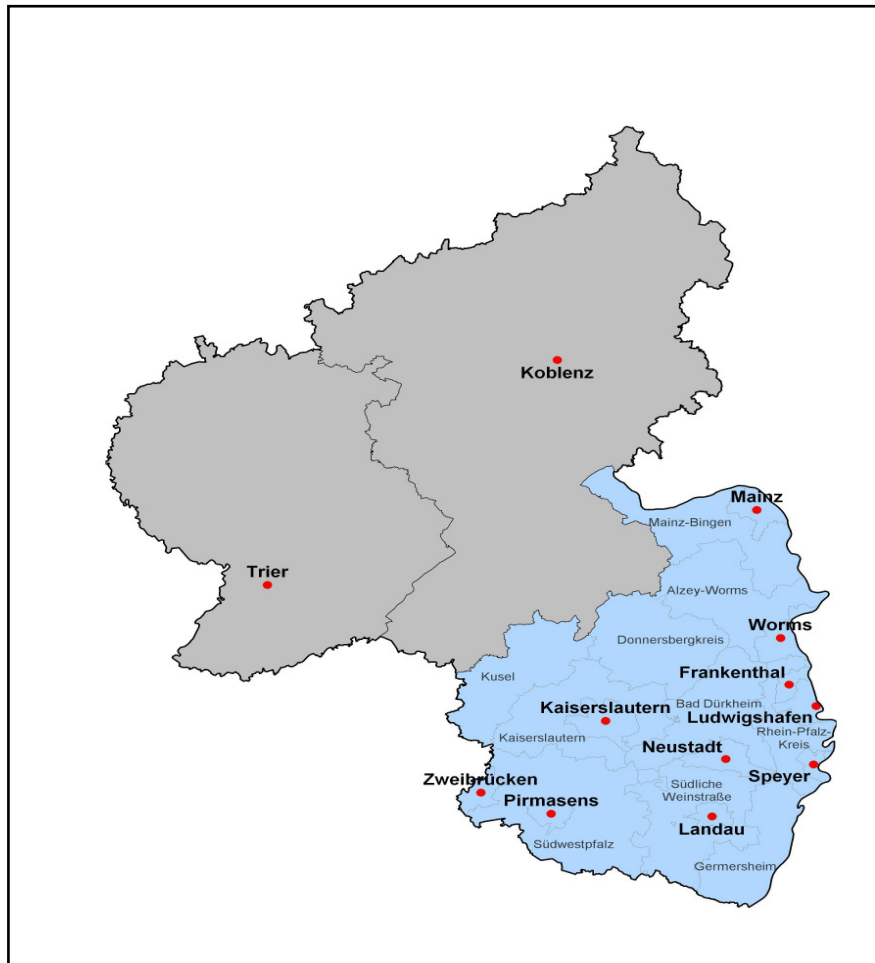 Koblenz
Mainz
Mainz-Bingen
Trier
Alzey-Worms
Worms
Donnersbergkreis
Frankenthal
Kusel
Bad Dürkheim
Kaiserslautern
Ludwigshafen
Kaiserslautern
Rhein-Pfalz-
Kreis
Neustadt
Zweibrücken
Speyer
Südliche
Weinstraße
Pirmasens
Landau
Südwestpfalz
Germersheim